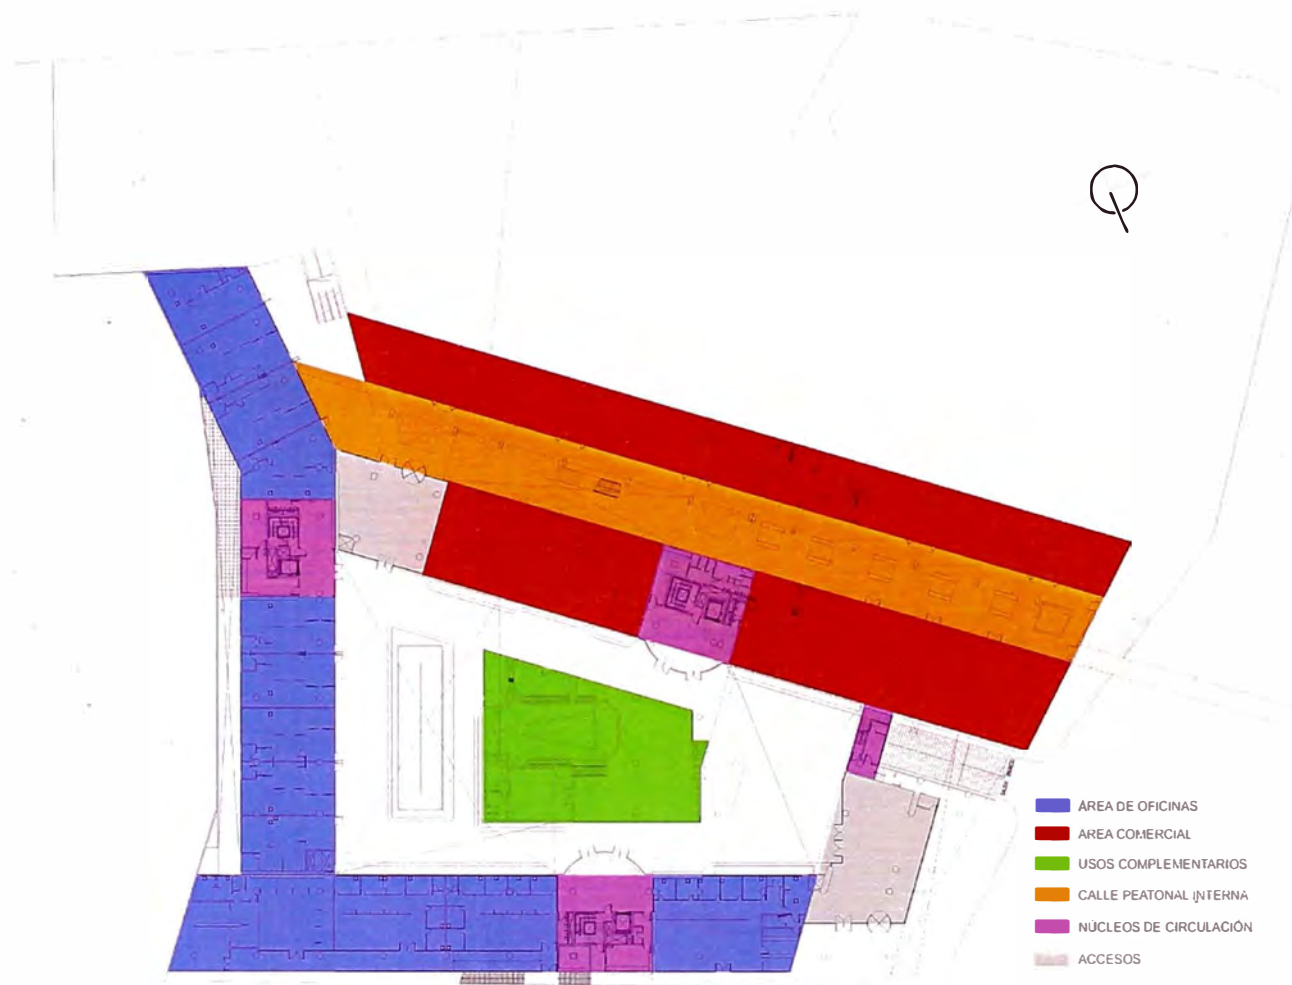 ÁREA DE OFICINAS
AREA COMERCIAL
USOS COMPLEMENTARIOS
CALLE PEATONAL INTERNA
NÚCLEOS DE CIRCULACIÓN
ACCESOS